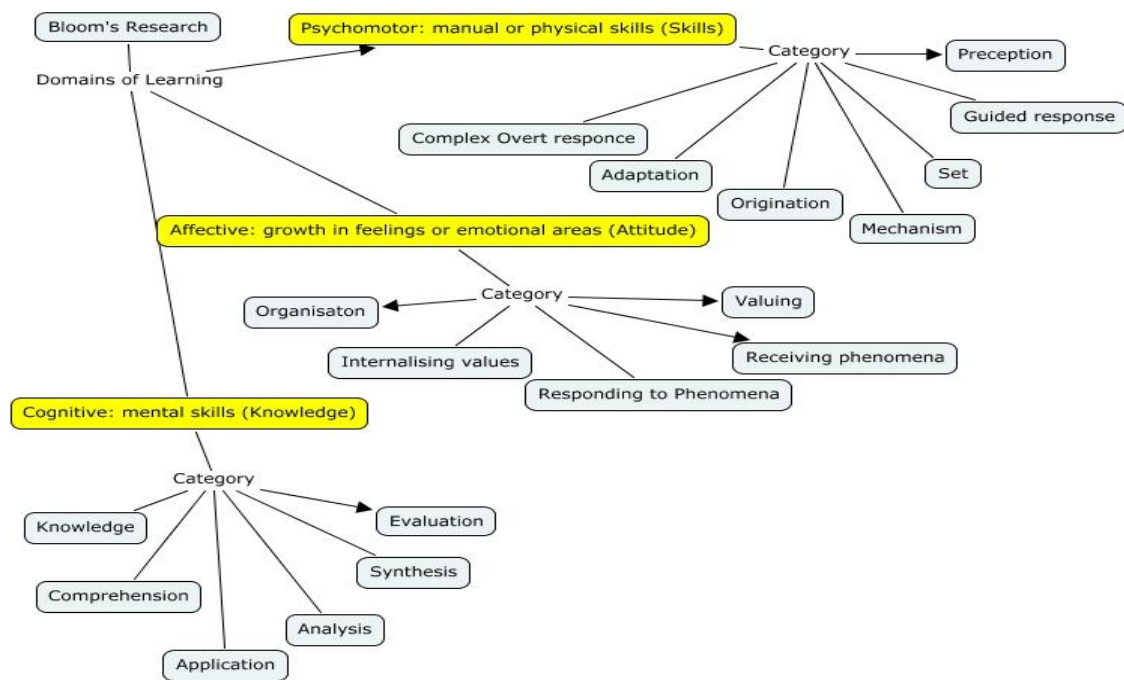 Bloom's Research
Psychomotor: manual or physical skills (Skills)
Category
Preception
Domains of Learning
Guided response
Complex Overt responce
Adaptation
Set
Origination
Mechanism
Affective: growth in feelings or emotional areas (Attitude)
Category
Valuing
Organisaton
Internalising values
Receiving phenomena
Responding to Phenomena
Cognitive: mental skills (Knowledge)
Category
Knowledge
Evaluation
Synthesis
Comprehension
Analysis
Application